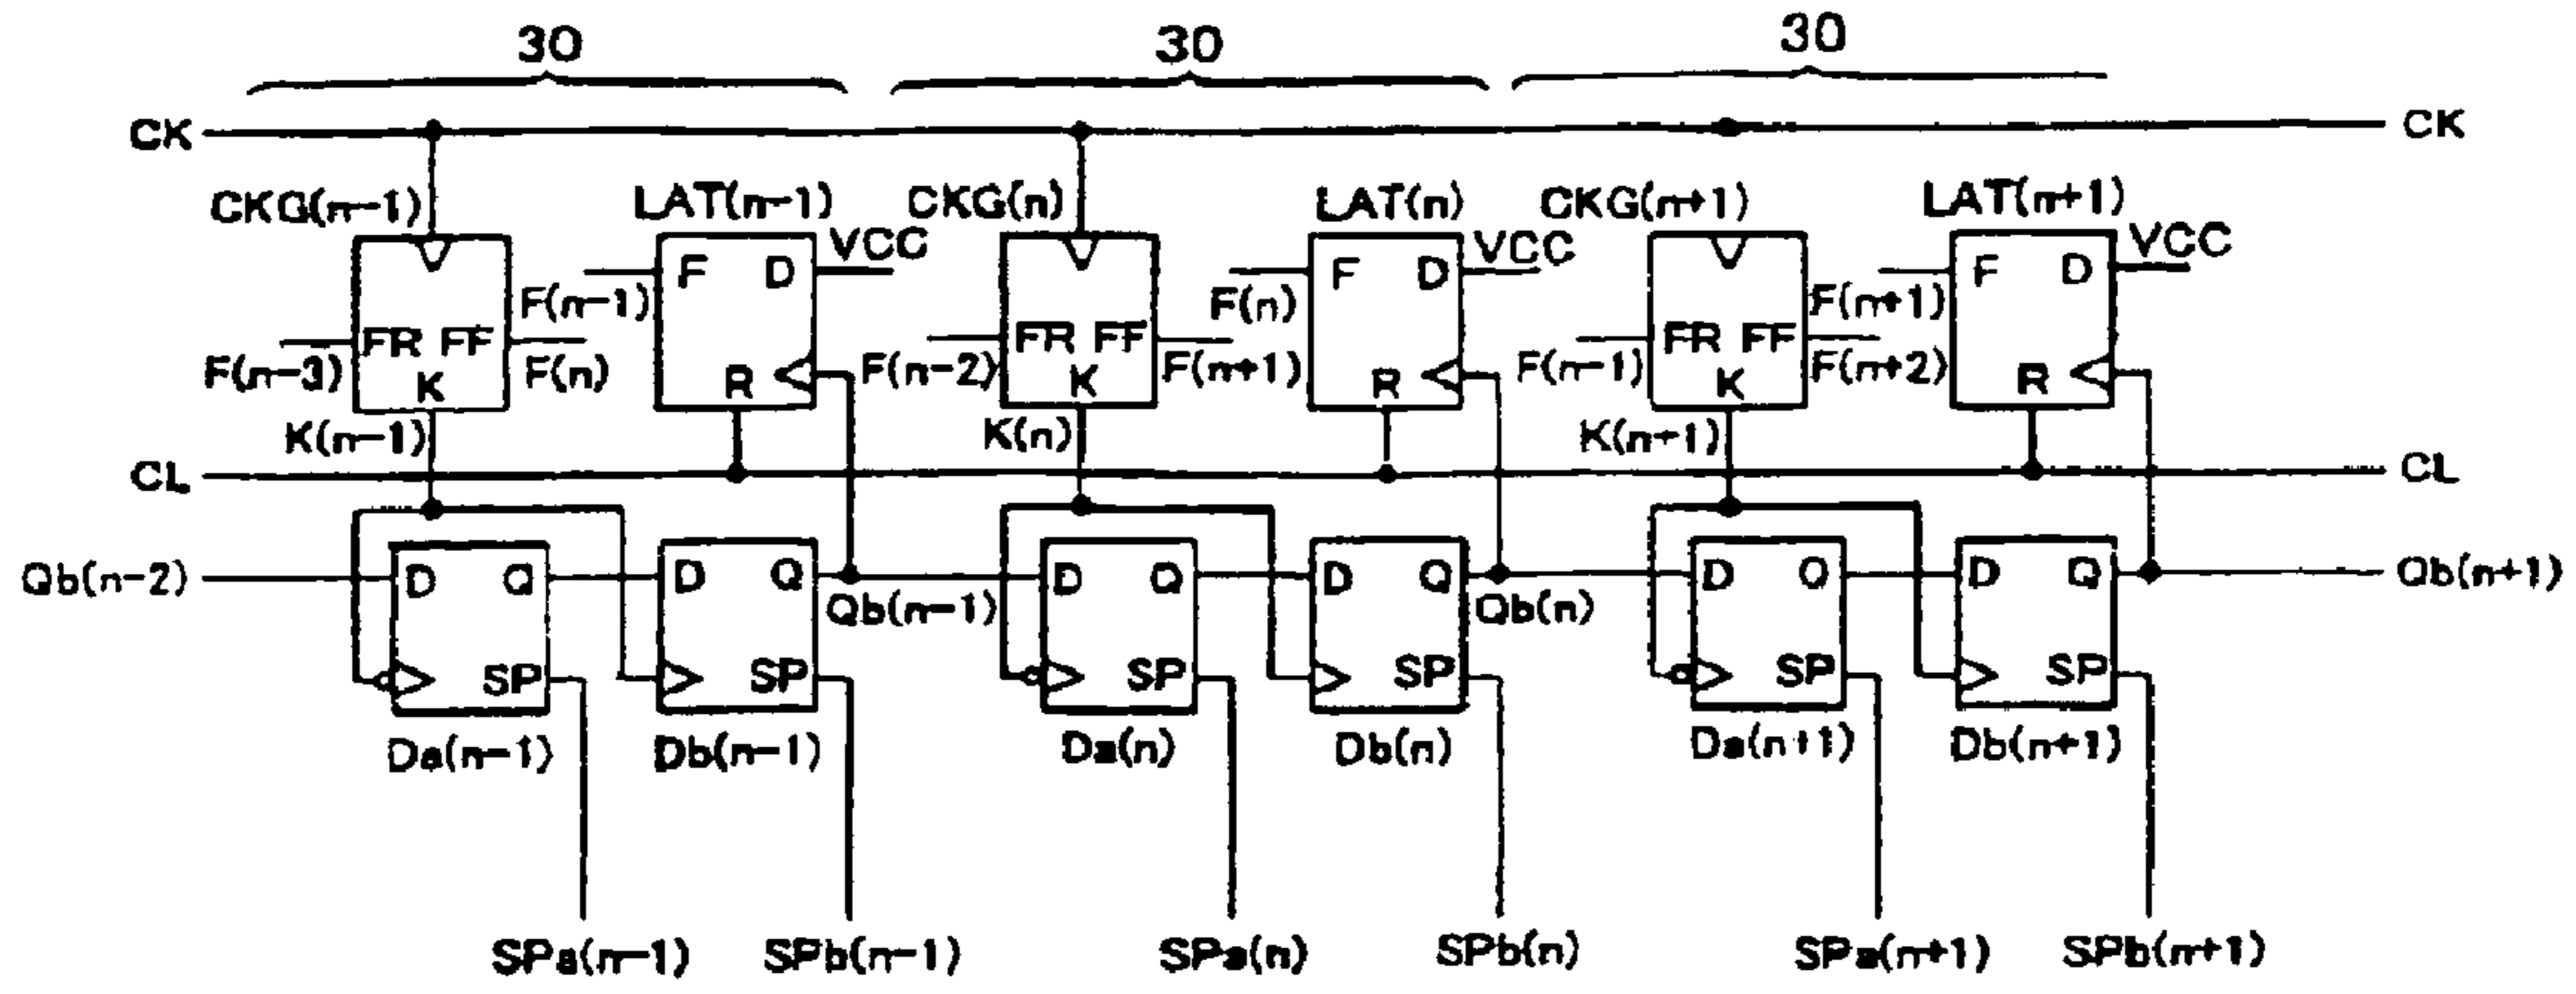 30 30 30
CK CK
CKG(n-1) LAT(n-1) CKG(n) LAT(n) CKG(n+1) LAT(n+1)
VCC VCC VCC
F D F D F D
F(n-1) F(n) F(n+1)
FR FF FR FF FR FF
F(n-3) F(n) F(n-2) F(n+1) F(n-1) F(n+2)
K R K R K R
K(n-1) K(n) K(n+1)
CL CL
Qb(n-2) D Q D Q D Q D Q D Q D Q Qb(n+1)
Qb(n-1) Qb(n)
SP SP SP SP SP SP
Da(n-1) Db(n-1) Da(n) Db(n) Da(n+1) Db(n+1)
SPa(n-1) SPb(n-1) SPa(n) SPb(n) SPa(n+1) SPb(n+1)